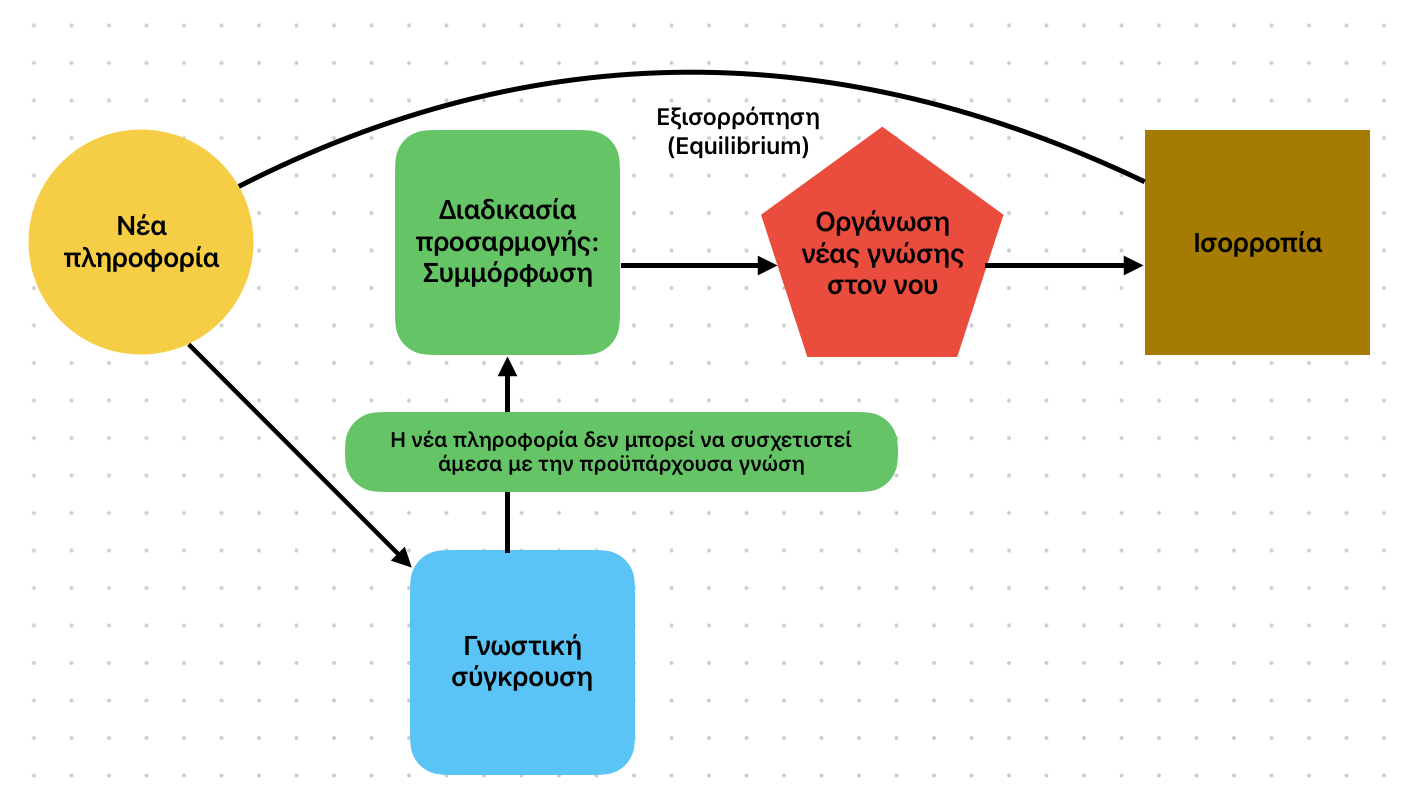 Εξισορρόπηση
(Equilibrium)
Νέα
πληροφορία
Διαδικασία
προσαρμογής:
Συμμόρφωση
Οργάνωση
νέας γνώσης
στον νου
Ισορροπία
Η νέα πληροφορία δεν μπορεί να συσχετιστεί
άμεσα με την προϋπάρχουσα γνώση
Γνωστική
σύγκρουση